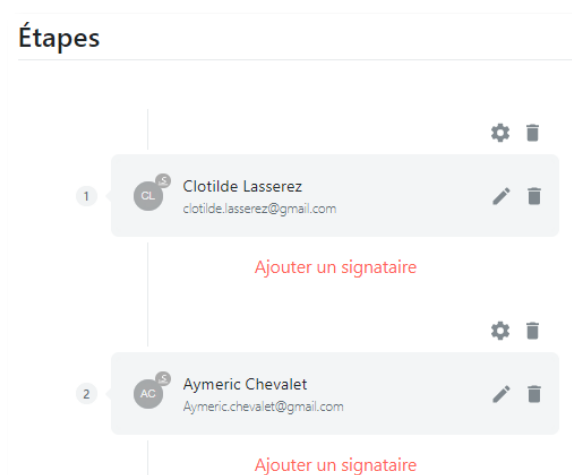 Étapes
1
CL
S
Clotilde Lasserez
clotilde.lasserez@gmail.com
Ajouter un signataire
2
AC
S
Aymeric Chevalet
Aymeric.chevalet@gmail.com
Ajouter un signataire